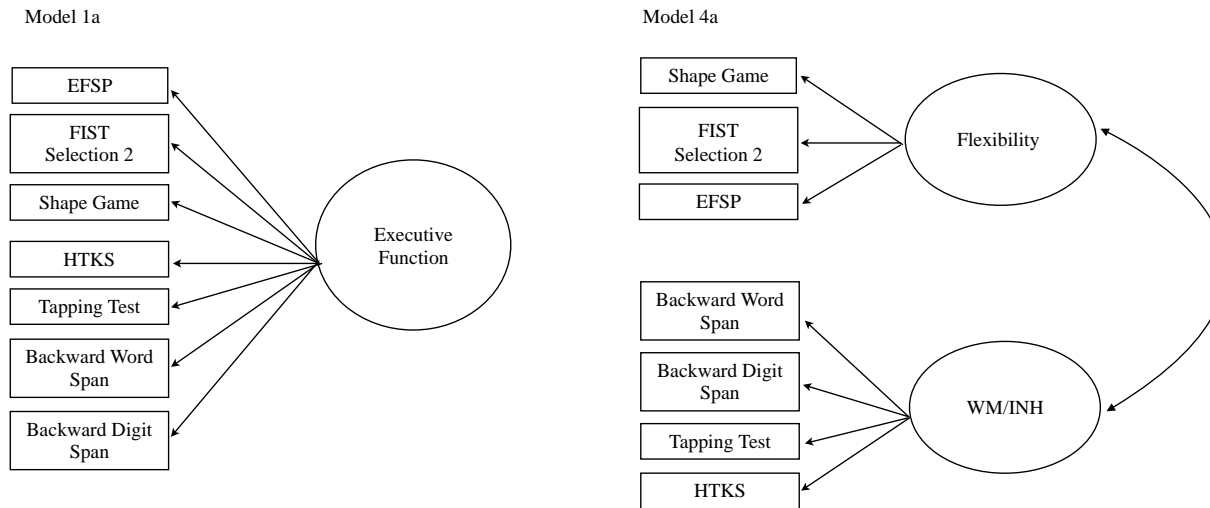 Model 1a
EFSP
FIST
Selection 2
Shape Game
HTKS
Tapping Test
Backward Word
Span
Backward Digit
Span
Executive
Function
Model 4a
Shape Game
FIST
Selection 2
EFSP
Flexibility
Backward Word
Span
Backward Digit
Span
Tapping Test
HTKS
WM/INH